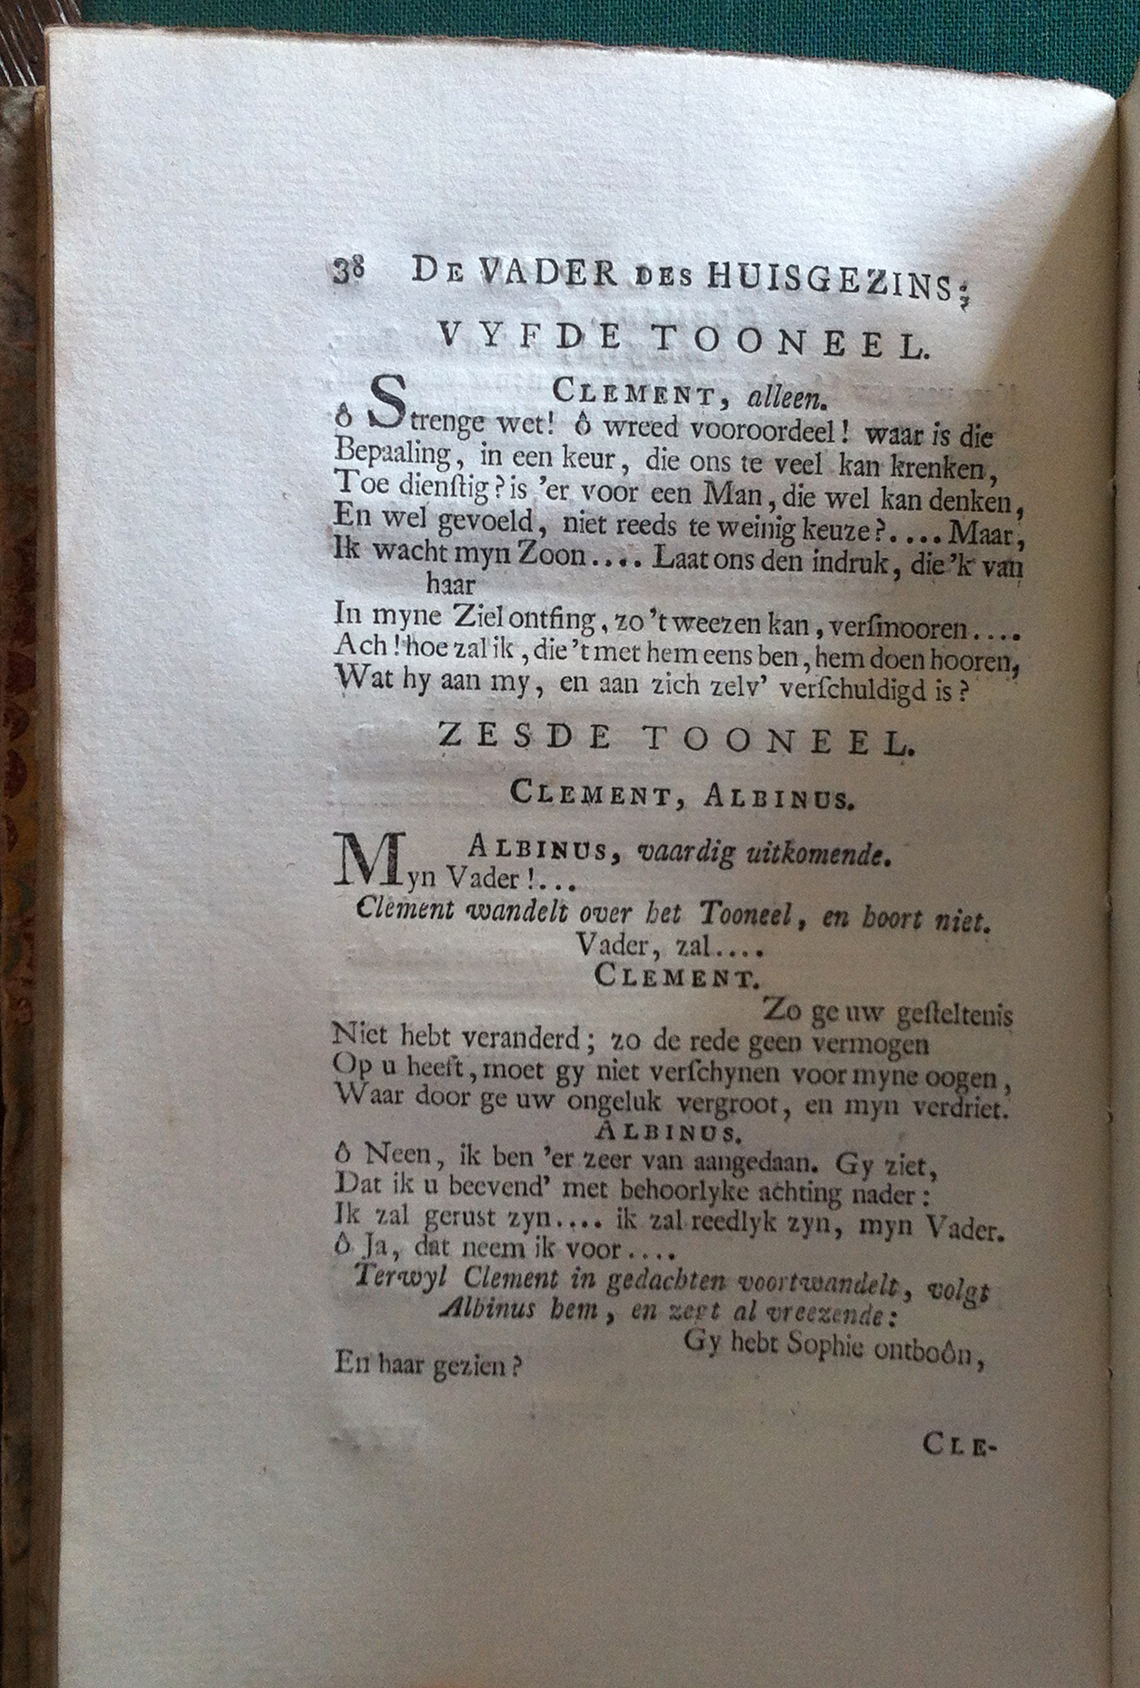 38 DE VADER DES HUISGEZINS;
VYFDE TOONEEL.
CLEMENT, alleen.
ô Strenge wet! ô wreed vooroordeel! waar is die
Bepaaling, in een keur, die ons te veel kan krenken,
Toe dienſtig? is 'er voor een Man, die wel kan denken,
En wel gevoeld, niet reeds te weinig keuze?.... Maar,
Ik wacht myn Zoon.... Laat ons den indruk, die 'k van
haar
In myne Ziel ontfing, zo 't weezen kan, verſmooren....
Ach! hoe zal ik, die 't met hem eens ben, hem doen hooren,
Wat hy aan my, en aan zich zelv' verſchuldigd is?
ZESDE TOONEEL.
CLEMENT, ALBINUS.
ALBINUS, vaardig uitkomende.
Myn Vader!...
Clement wandelt over het Tooneel, en hoort niet.
Vader, zal....
CLEMENT.
Zo ge uw geſteltenis
Niet hebt veranderd; zo de rede geen vermogen
Op u heeft, moet gy niet verſchynen voor myne oogen,
Waar door ge uw ongeluk vergroot, en myn verdriet.
ALBINUS.
ô Neen, ik ben 'er zeer van aangedaan. Gy ziet,
Dat ik u beevend' met behoorlyke achting nader:
Ik zal gerust zyn.... ik zal reedlyk zyn, myn Vader.
ô Ja, dat neem ik voor....
Terwyl Clement in gedachten voortwandelt, volgt
Albinus hem, en zegt al vreezende:
Gy hebt Sophie ontboôn,
En haar gezien?
CLE-